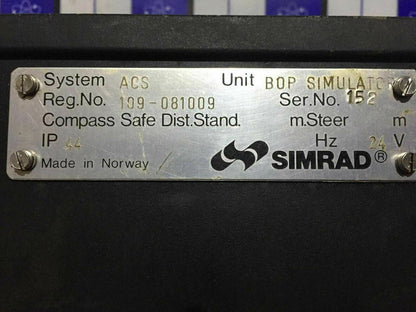 System ACS Unit BOP SIMULATOR
Reg.No. 109-081009 Ser.No. 152
Compass Safe Dist.Stand. m.Steer m
IP 44 Hz 24 V
Made in Norway SIMRAD®